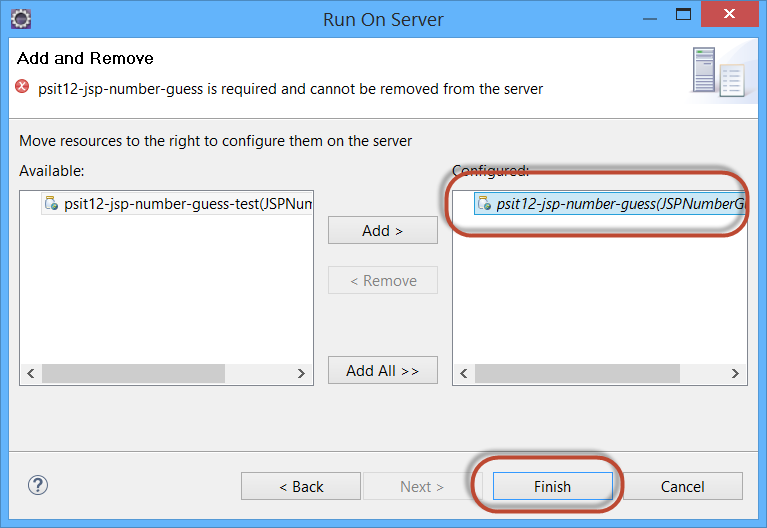 Run On Server
Add and Remove
psit12-jsp-number-guess is required and cannot be removed from the server
Move resources to the right to configure them on the server
Available:
Configured:
psit12-jsp-number-guess-test(JSPNum
psit12-jsp-number-guess(JSPNumberG
Add >
< Remove
Add All >>
?
< Back
Next >
Finish
Cancel